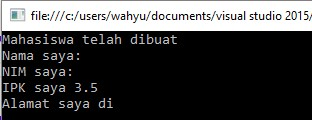 file:///c:/users/wahyu/documents/visual studio 2015/
Mahasiswa telah dibuat
Nama saya:
NIM saya:
IPK saya 3.5
Alamat saya di